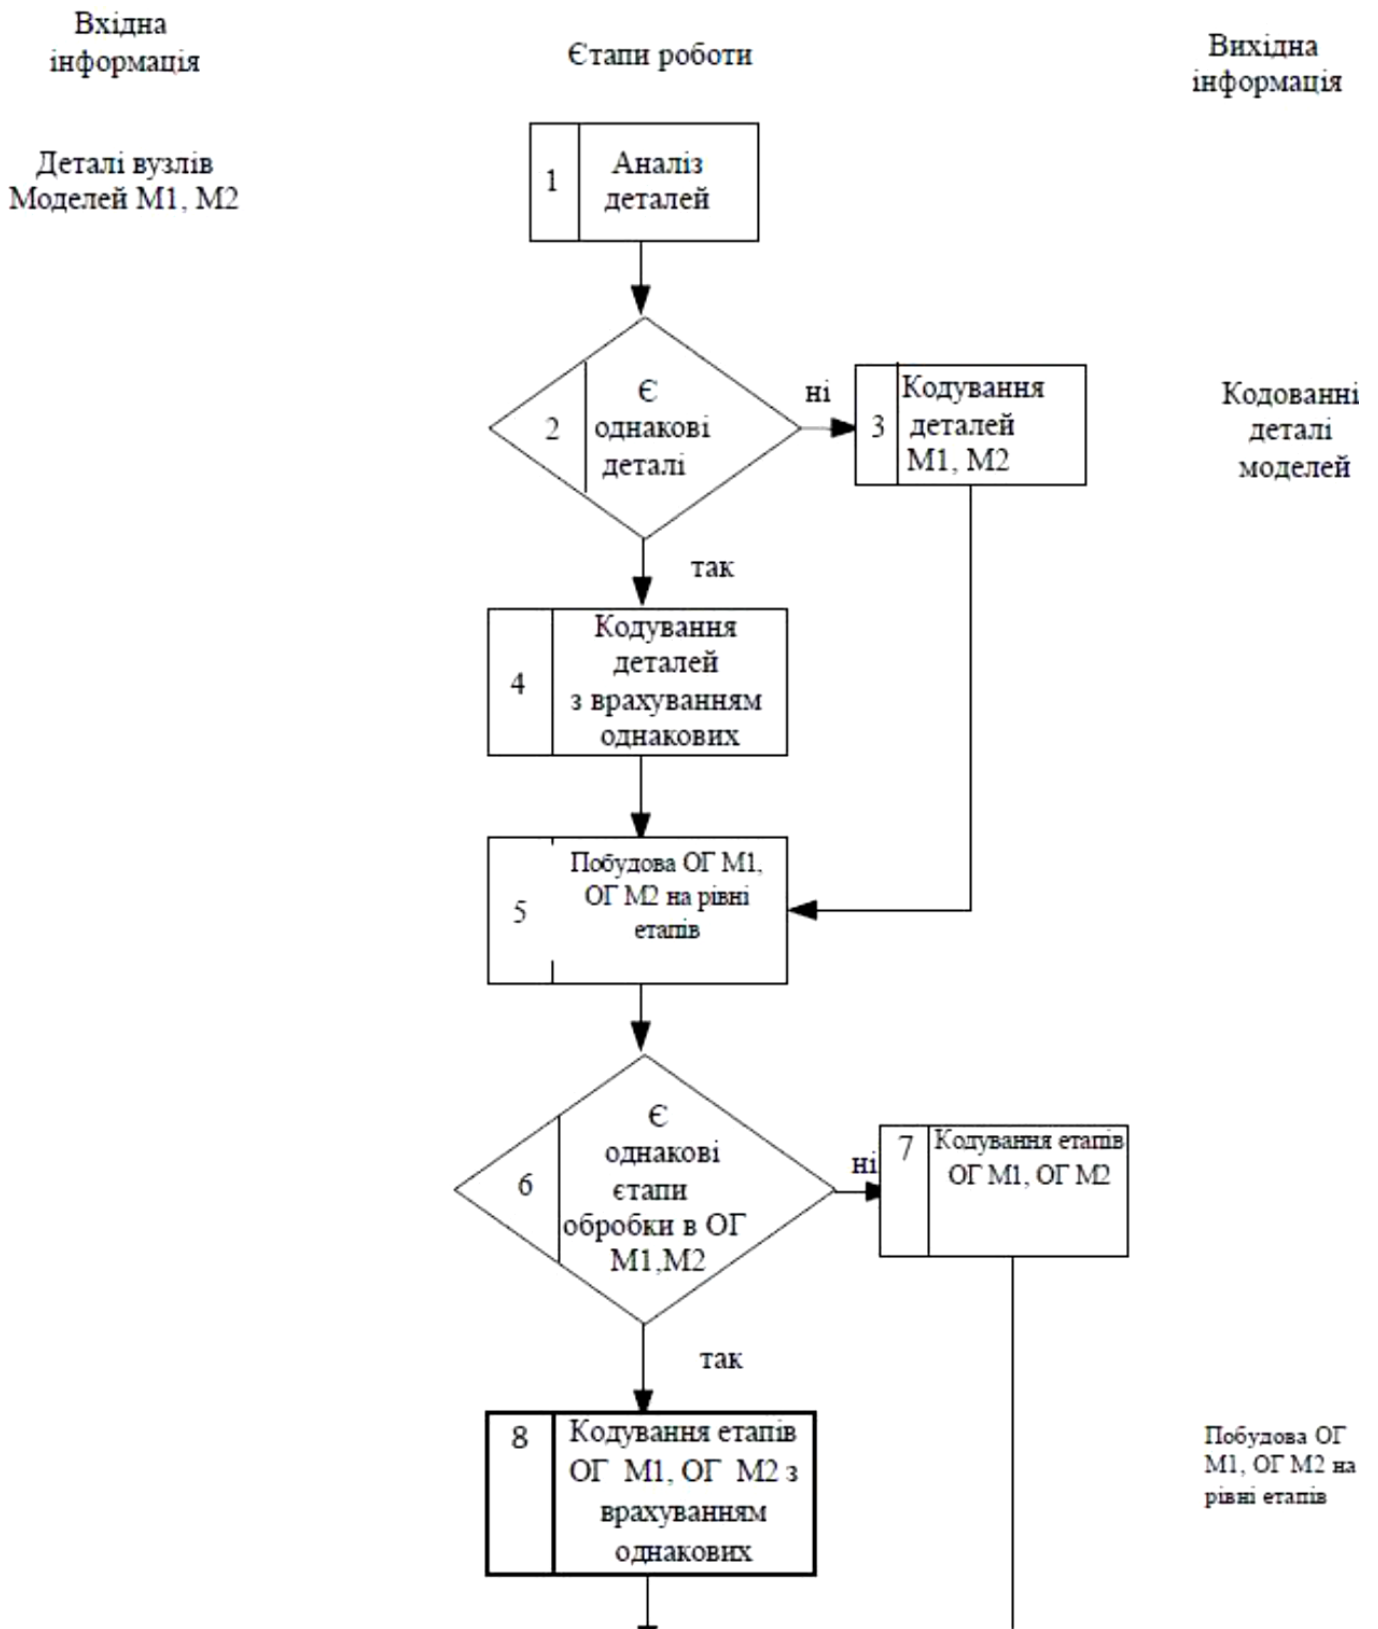 Вхідна
інформація
Єтапи роботи
Вихідна
інформація
Деталі вузлів
Моделей М1, М2
1
Аналіз
деталей
2
Є
однакові
деталі
ні
3
Кодування
деталей
М1, М2
Кодованні
деталі
моделей
так
4
Кодування
деталей
з врахуванням
однакових
5
Побудова ОГ М1,
ОГ М2 на рівні
етапів
6
Є
однакові
єтапи
обробки в ОГ
М1,М2
ні
7
Кодування етапів
ОГ М1, ОГ М2
так
8
Кодування етапів
ОГ М1, ОГ М2 з
врахуванням
однакових
Побудова ОГ
М1, ОГ М2 на
рівні етапів